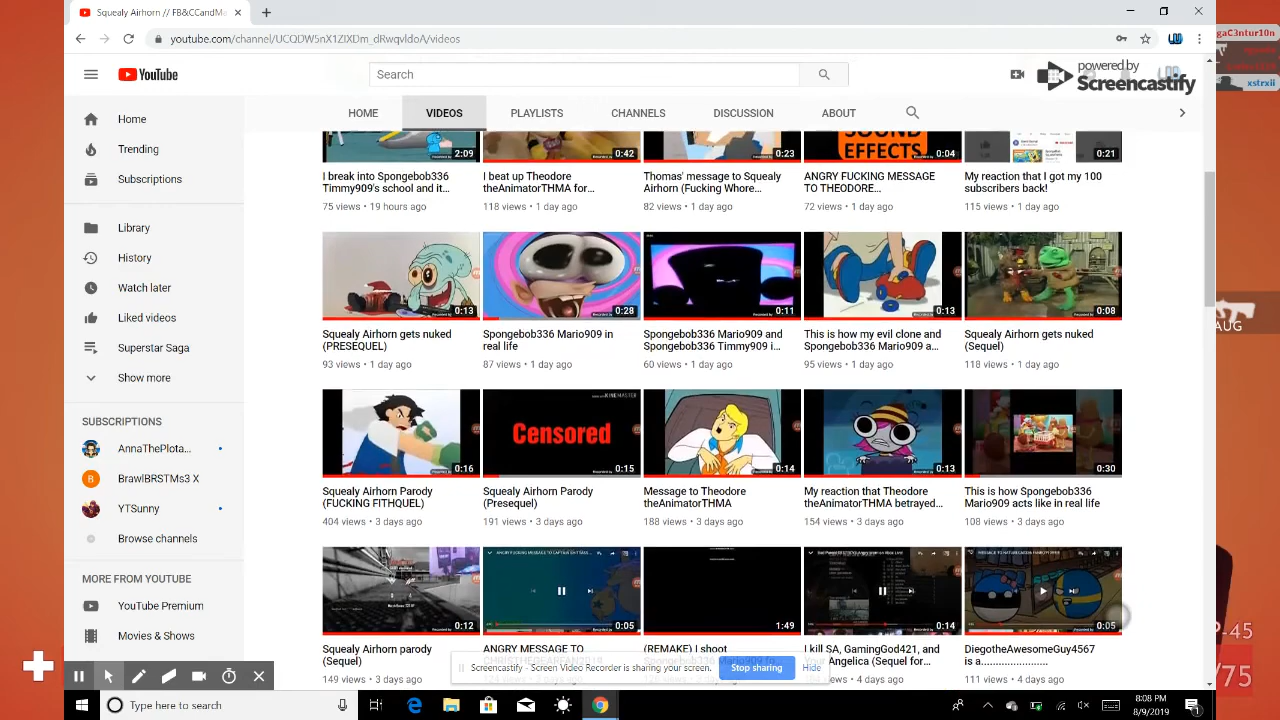 Squealy Airhorn // FB&CCandMa
youtube.com/channel/UCQDW5nX1ZIXDm_dRwqvldoA/videos
gaC3ntur10n
xstrxii
YouTube
Search
powered by
Screencastify
HOME VIDEOS PLAYLISTS CHANNELS DISCUSSION ABOUT
Home
Trending
Subscriptions
Library
History
Watch later
Liked videos
Superstar Saga
Show more
SUBSCRIPTIONS
AnnaThePlota...
BrawlBRSTMs3 X
YTSunny
Browse channels
MORE FROM YOUTUBE
YouTube Premium
Movies & Shows
2:09
0:42
0:23
SOUND
EFFECTS
0:04
0:21
I break into Spongebob336
Timmy909's school and it...
75 views • 19 hours ago
I beat up Theodore
theAnimatorTHMA for...
118 views • 1 day ago
Thomas' message to Squealy
Airhorn (Fucking Whore...
82 views • 1 day ago
ANGRY FUCKING MESSAGE
TO THEODORE...
72 views • 1 day ago
My reaction that I got my 100
subscribers back!
115 views • 1 day ago
0:13
0:28
0:11
0:13
0:08
Squealy Airhorn gets nuked
(PRESEQUEL)
93 views • 1 day ago
Spongebob336 Mario909 in
real life
87 views • 1 day ago
Spongebob336 Mario909 and
Spongebob336 Timmy909 i...
60 views • 1 day ago
This is how my evil clone and
Spongebob336 Mario909 a...
95 views • 1 day ago
Squealy Airhorn gets nuked
(Sequel)
118 views • 1 day ago
0:16
Censored
0:15
0:14
0:13
0:30
Squealy Airhorn Parody
(FUCKING FITHQUEL)
404 views • 3 days ago
Squealy Airhorn Parody
(Presequel)
191 views • 3 days ago
Message to Theodore
theAnimatorTHMA
188 views • 3 days ago
My reaction that Theodore
theAnimatorTHMA betrayed...
154 views • 3 days ago
This is how Spongebob336
Mario909 acts like in real life
108 views • 3 days ago
0:12
0:05
1:49
0:14
0:05
Squealy Airhorn parody
(Sequel)
149 views • 3 days ago
ANGRY MESSAGE TO
(REMAKE) I shoot
I kill SA, GamingGod421, and
Angelica (Sequel for...
DiegotheAwesomeGuy4567
is a.....................
111 views • 4 days ago
Screencastify - Screen Video Recorder is sharing your screen.
Stop sharing
Hide
AUG
P-45
/75
Type here to search
8:08 PM
8/9/2019